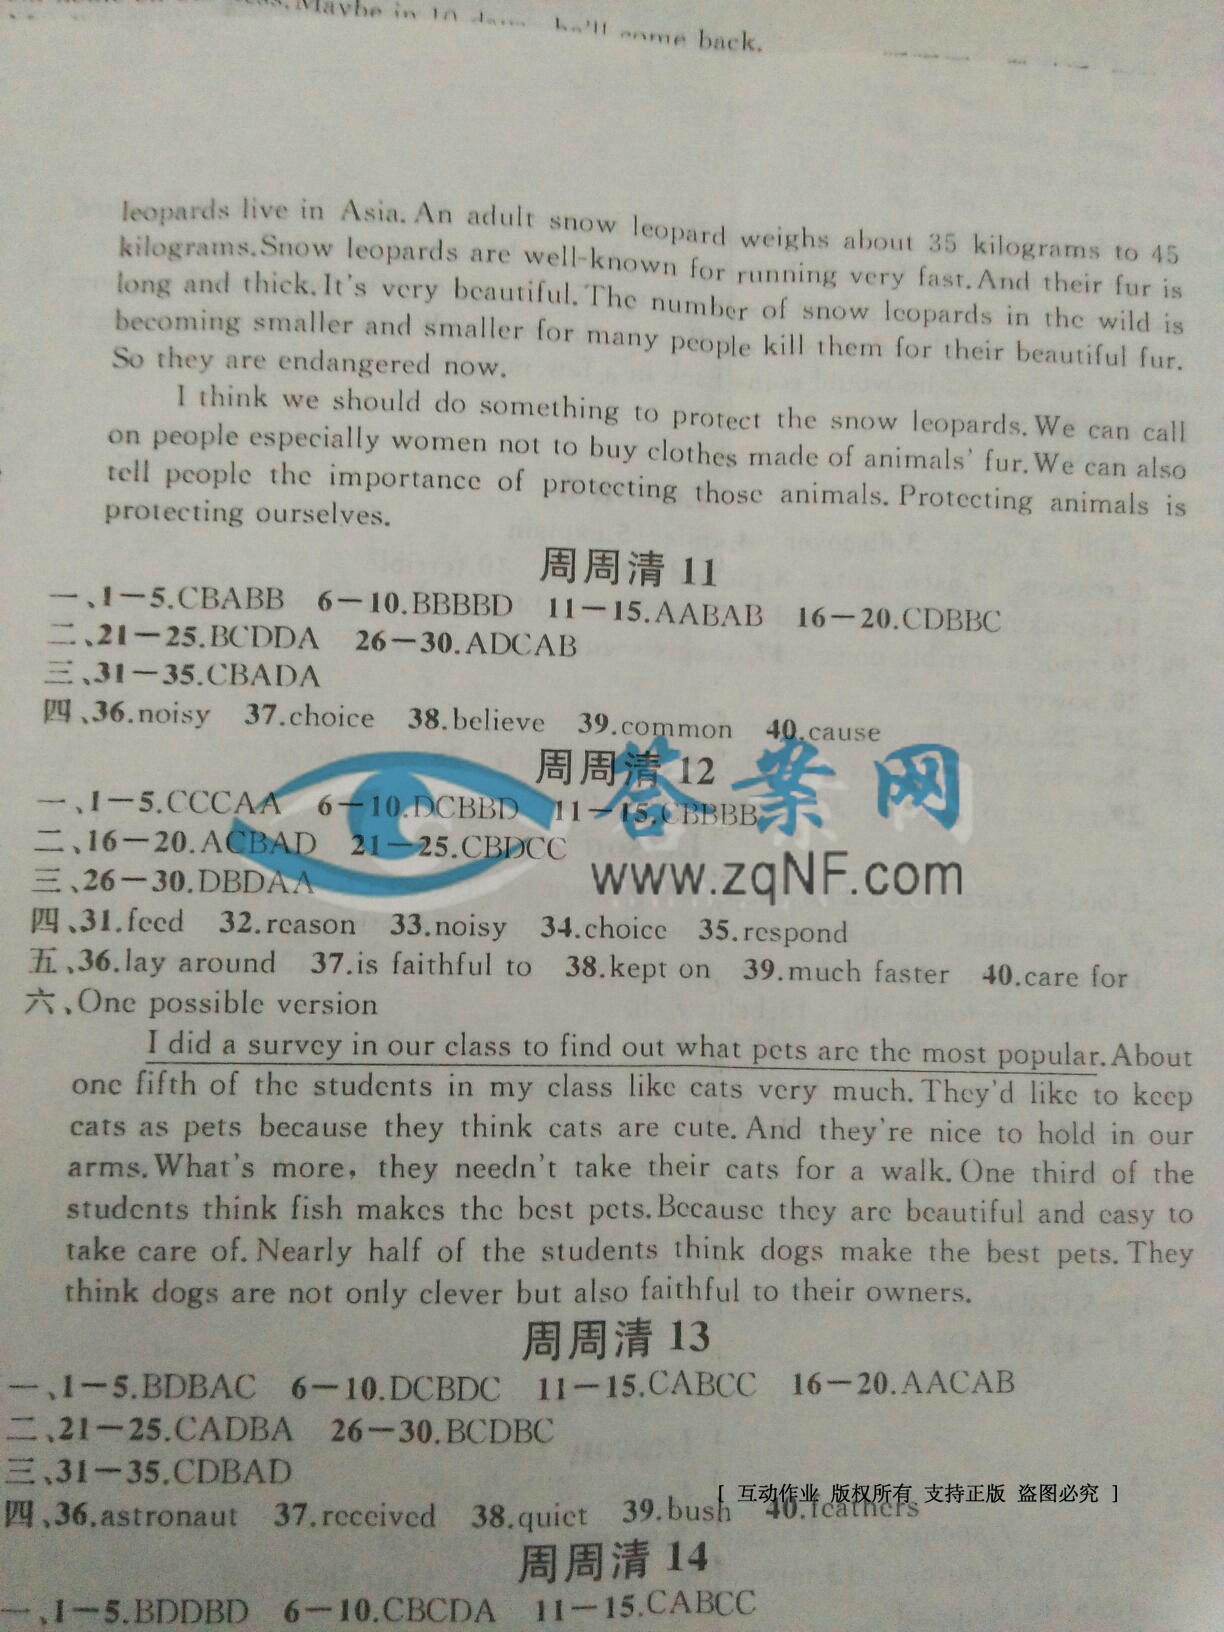 Maybe in 10 days, he'll come back.
leopards live in Asia. An adult snow leopard weighs about 35 kilograms to 45
kilograms. Snow leopards are well-known for running very fast. And their fur is
long and thick. It's very beautiful. The number of snow leopards in the wild is
becoming smaller and smaller for many people kill them for their beautiful fur.
So they are endangered now.
I think we should do something to protect the snow leopards. We can call
on people especially women not to buy clothes made of animals' fur. We can also
tell people the importance of protecting those animals. Protecting animals is
protecting ourselves.
周周清 11
一、1—5.CBABB 6—10.BBBBD 11—15.AABAB 16—20.CDBBC
二、21—25.BCDDA 26—30.ADCAB
三、31—35.CBADA
四、36.noisy 37.choice 38.believe 39.common 40.cause
周周清 12
一、1—5.CCCAA 6—10.DCBBD 11—15.CBBBB
二、16—20.ACBAD 21—25.CBDCC
三、26—30.DBDAA
四、31.feed 32.reason 33.noisy 34.choice 35.respond
五、36.lay around 37.is faithful to 38.kept on 39.much faster 40.care for
六、One possible version
I did a survey in our class to find out what pets are the most popular. About
one fifth of the students in my class like cats very much. They'd like to keep
cats as pets because they think cats are cute. And they're nice to hold in our
arms. What's more, they needn't take their cats for a walk. One third of the
students think fish makes the best pets. Because they are beautiful and easy to
take care of. Nearly half of the students think dogs make the best pets. They
think dogs are not only clever but also faithful to their owners.
周周清 13
一、1—5.BDBAC 6—10.DCBDC 11—15.CABCC 16—20.AACAB
二、21—25.CADBA 26—30.BCDBC
三、31—35.CDBAD
四、36.astronaut 37.received 38.quiet 39.bush 40.feathers
周周清 14
一、1—5.BDDBD 6—10.CBCDA 11—15.CABCC
答案网
www.zqNF.com
[ 互动作业 版权所有 支持正版 盗图必究 ]